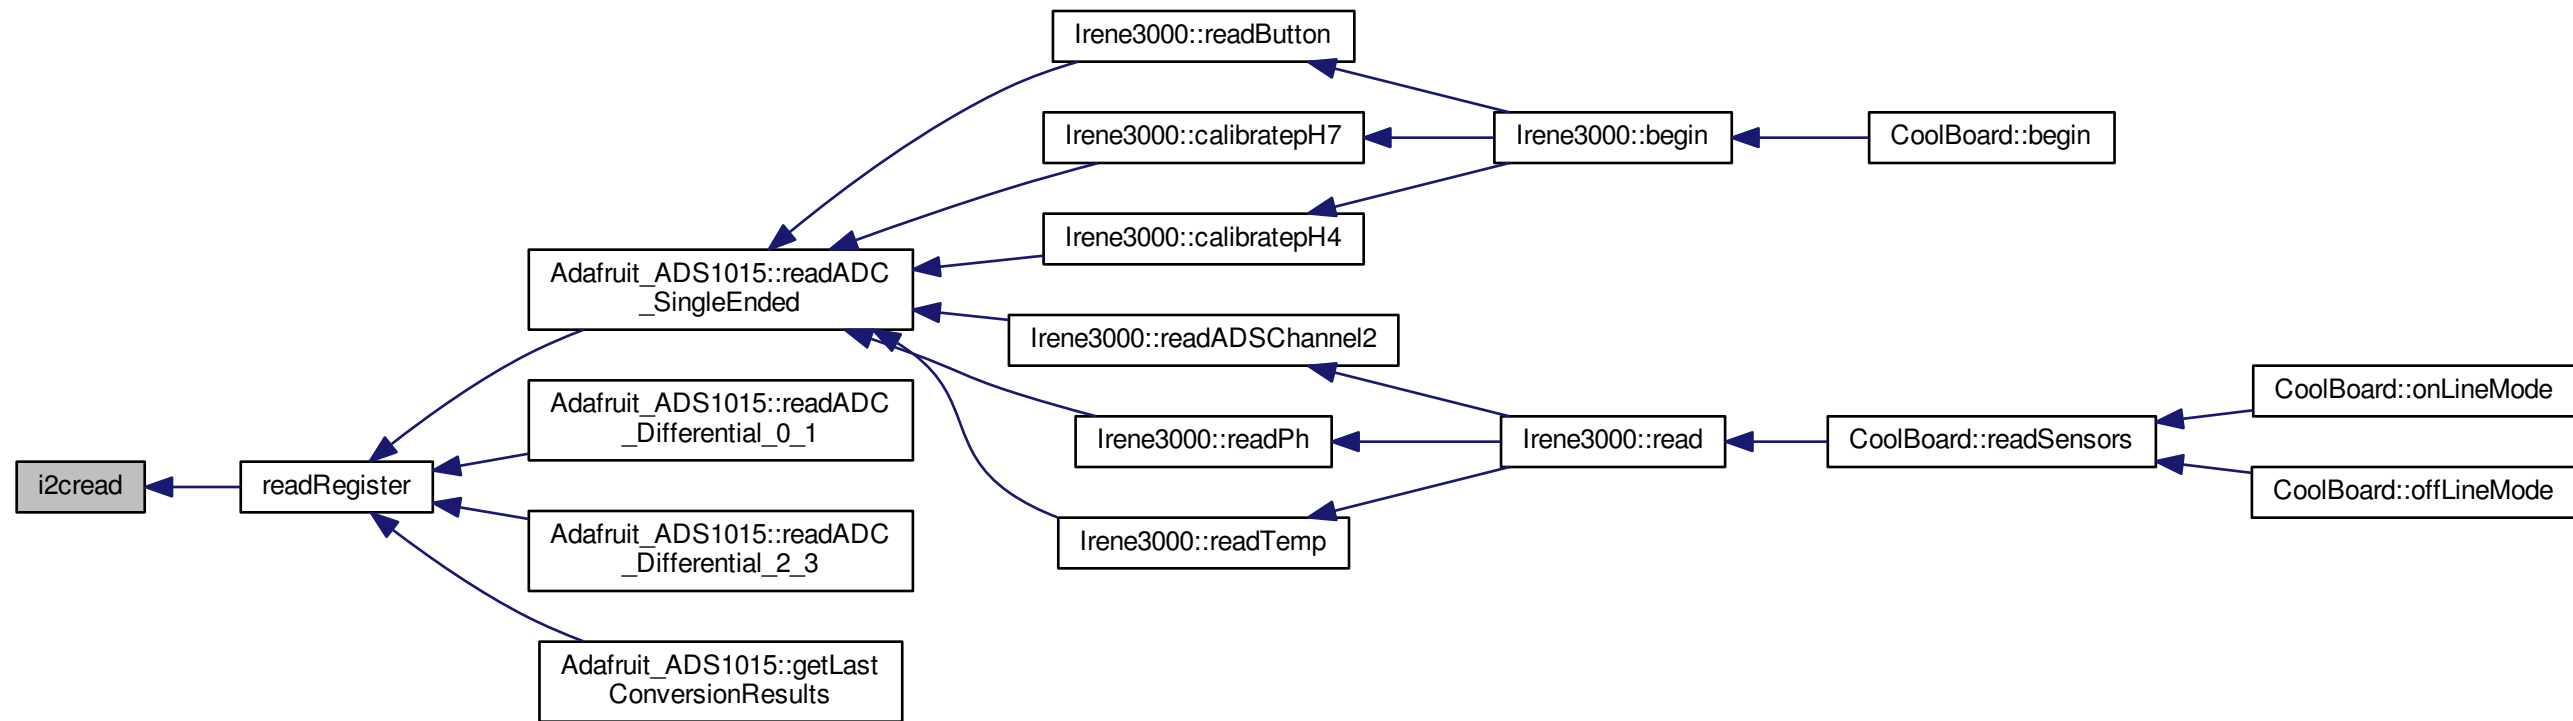 Irene3000::readButton
Irene3000::calibratepH7
Irene3000::begin
CoolBoard::begin
Irene3000::calibratepH4
Adafruit_ADS1015::readADC
_SingleEnded
Irene3000::readADSChannel2
Adafruit_ADS1015::readADC
_Differential_0_1
Irene3000::readPh
Irene3000::read
CoolBoard::readSensors
CoolBoard::onLineMode
CoolBoard::offLineMode
i2cread
readRegister
Irene3000::readTemp
Adafruit_ADS1015::readADC
_Differential_2_3
Adafruit_ADS1015::getLast
ConversionResults